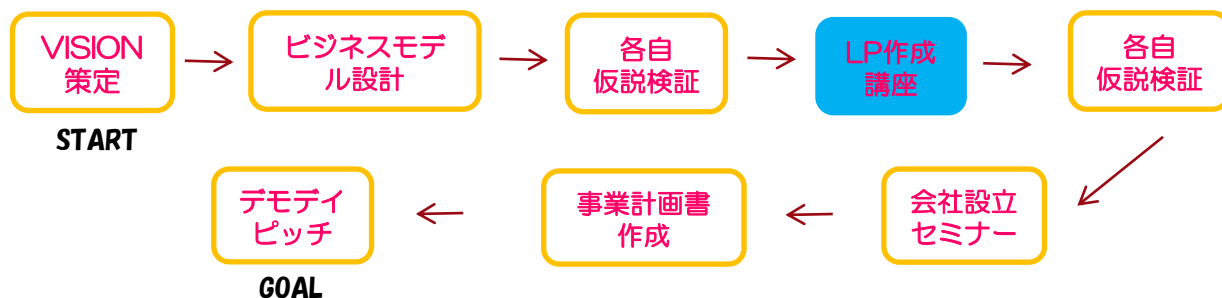 VISION
策定
START
ビジネスモデ
ル設計
各自
仮説検証
LP作成
講座
各自
仮説検証
会社設立
セミナー
事業計画書
作成
デモデイ
ピッチ
GOAL